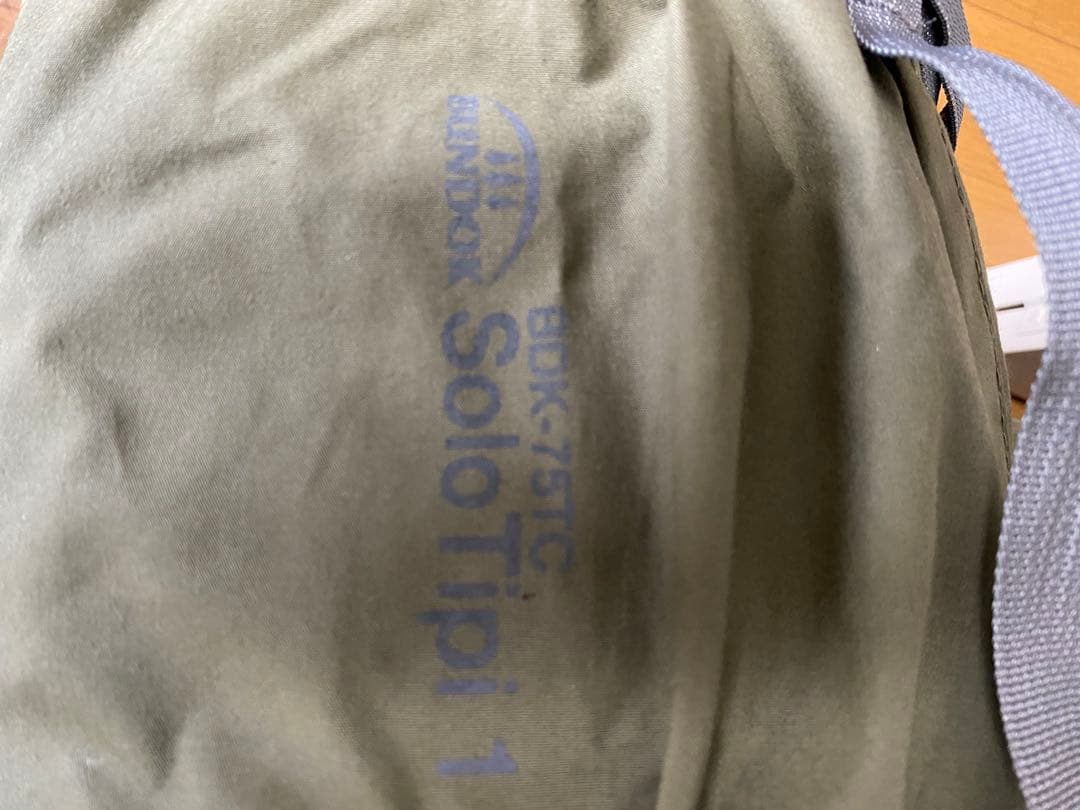 BUNDOK
BDK-75TC
Solo Tipi 1